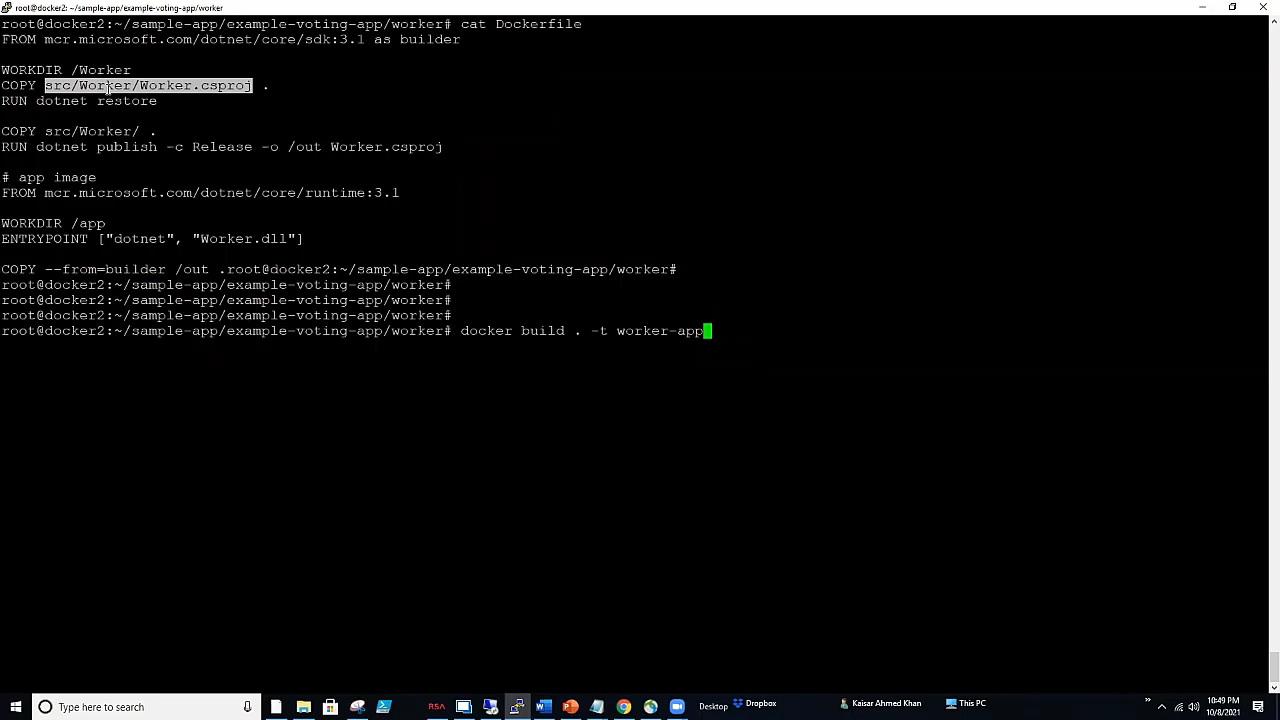 root@docker2: ~/sample-app/example-voting-app/worker
root@docker2:~/sample-app/example-voting-app/worker# cat Dockerfile
FROM mcr.microsoft.com/dotnet/core/sdk:3.1 as builder
WORKDIR /Worker
COPY src/Worker/Worker.csproj .
RUN dotnet restore
COPY src/Worker/ .
RUN dotnet publish -c Release -o /out Worker.csproj
# app image
FROM mcr.microsoft.com/dotnet/core/runtime:3.1
WORKDIR /app
ENTRYPOINT ["dotnet", "Worker.dll"]
COPY --from=builder /out .root@docker2:~/sample-app/example-voting-app/worker#
root@docker2:~/sample-app/example-voting-app/worker#
root@docker2:~/sample-app/example-voting-app/worker#
root@docker2:~/sample-app/example-voting-app/worker#
root@docker2:~/sample-app/example-voting-app/worker# docker build . -t worker-app
Type here to search
RSA
Desktop
Dropbox
Kaisar Ahmed Khan
This PC
10:49 PM
10/8/2021